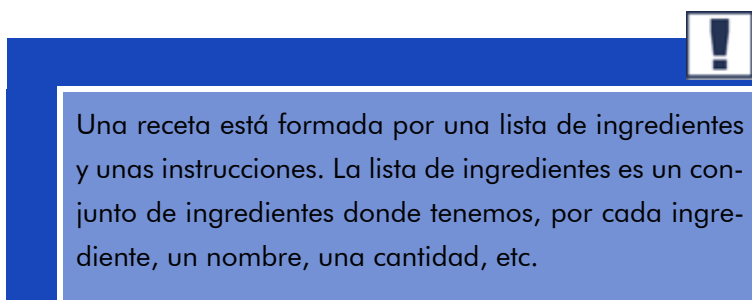 Una receta está formada por una lista de ingredientes
y unas instrucciones. La lista de ingredientes es un con-
junto de ingredientes donde tenemos, por cada ingre-
diente, un nombre, una cantidad, etc.